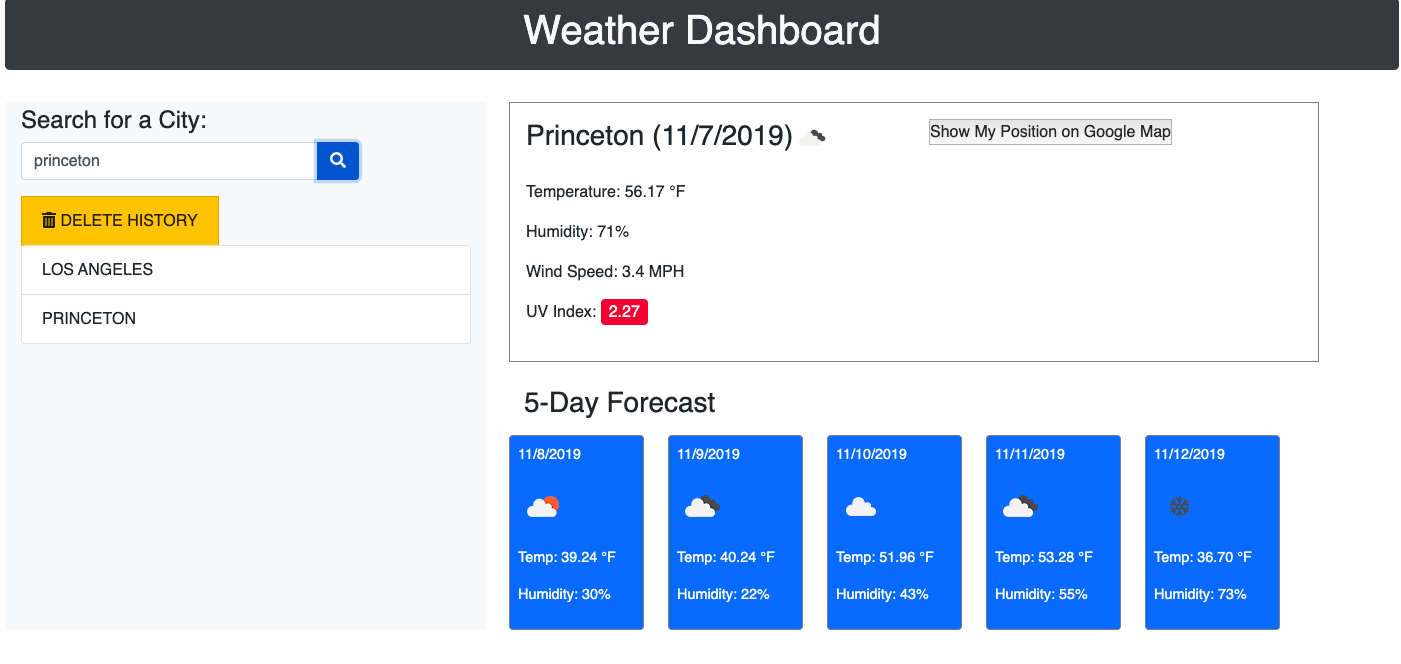 Weather Dashboard
Search for a City:
princeton
DELETE HISTORY
LOS ANGELES
PRINCETON
Princeton (11/7/2019)
Show My Position on Google Map
Temperature: 56.17 °F
Humidity: 71%
Wind Speed: 3.4 MPH
UV Index: 2.27
5-Day Forecast
11/8/2019
Temp: 39.24 °F
Humidity: 30%
11/9/2019
Temp: 40.24 °F
Humidity: 22%
11/10/2019
Temp: 51.96 °F
Humidity: 43%
11/11/2019
Temp: 53.28 °F
Humidity: 55%
11/12/2019
Temp: 36.70 °F
Humidity: 73%